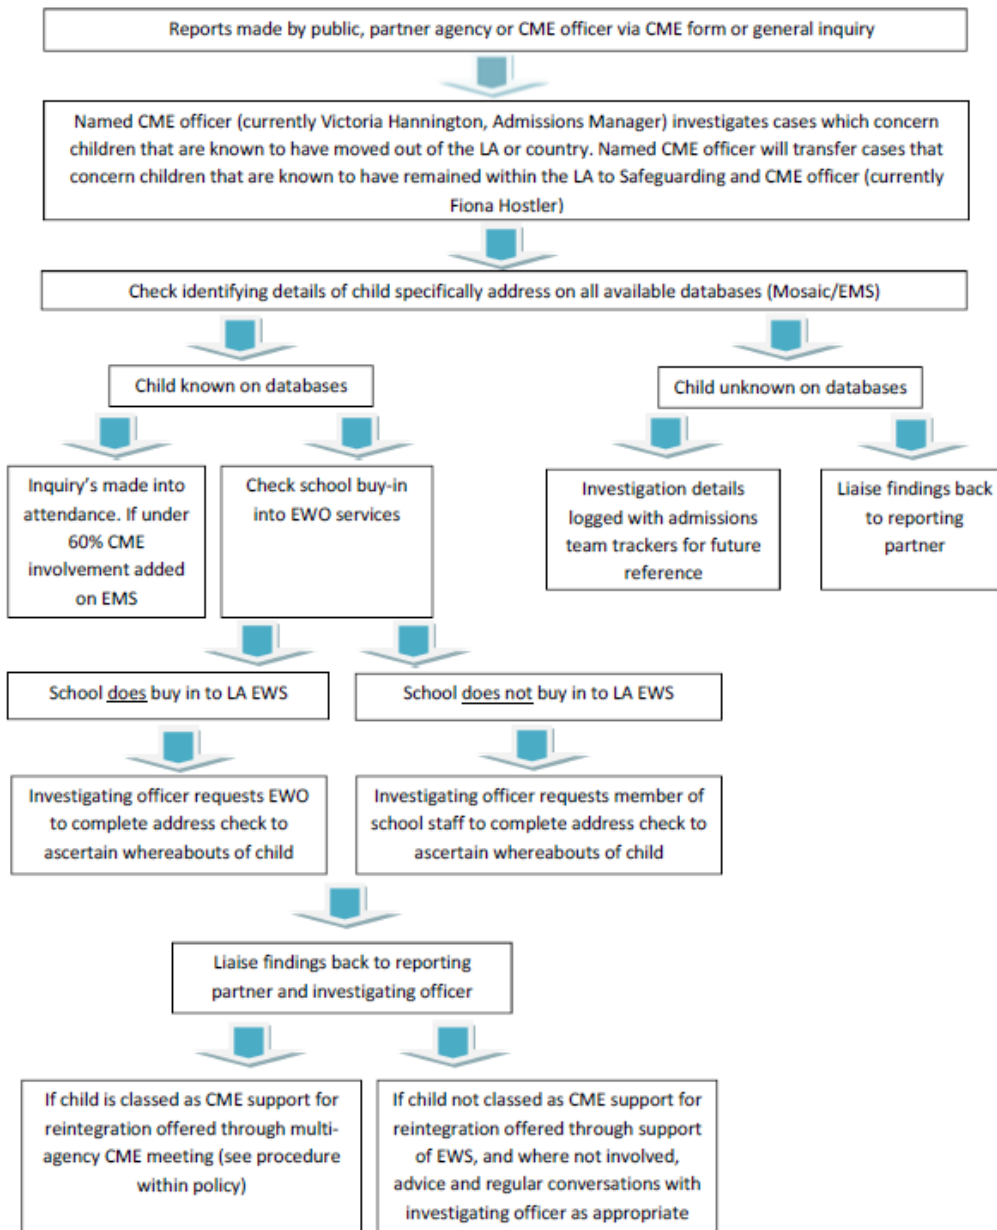 Reports made by public, partner agency or CME officer via CME form or general inquiry
Named CME officer (currently Victoria Hannington, Admissions Manager) investigates cases which concern
children that are known to have moved out of the LA or country. Named CME officer will transfer cases that
concern children that are known to have remained within the LA to Safeguarding and CME officer (currently
Fiona Hostler)
Check identifying details of child specifically address on all available databases (Mosaic/EMS)
Child known on databases
Child unknown on databases
Inquiry's made into
attendance. If under
60% CME
involvement added
on EMS
Check school buy-in
into EWO services
Investigation details
logged with admissions
team trackers for future
reference
Liaise findings back
to reporting
partner
School does buy in to LA EWS
School does not buy in to LA EWS
Investigating officer requests EWO
to complete address check to
ascertain whereabouts of child
Investigating officer requests member of
school staff to complete address check to
ascertain whereabouts of child
Liaise findings back to reporting
partner and investigating officer
If child is classed as CME support for
reintegration offered through multi-
agency CME meeting (see procedure
within policy)
If child not classed as CME support for
reintegration offered through support
of EWS, and where not involved,
advice and regular conversations with
investigating officer as appropriate